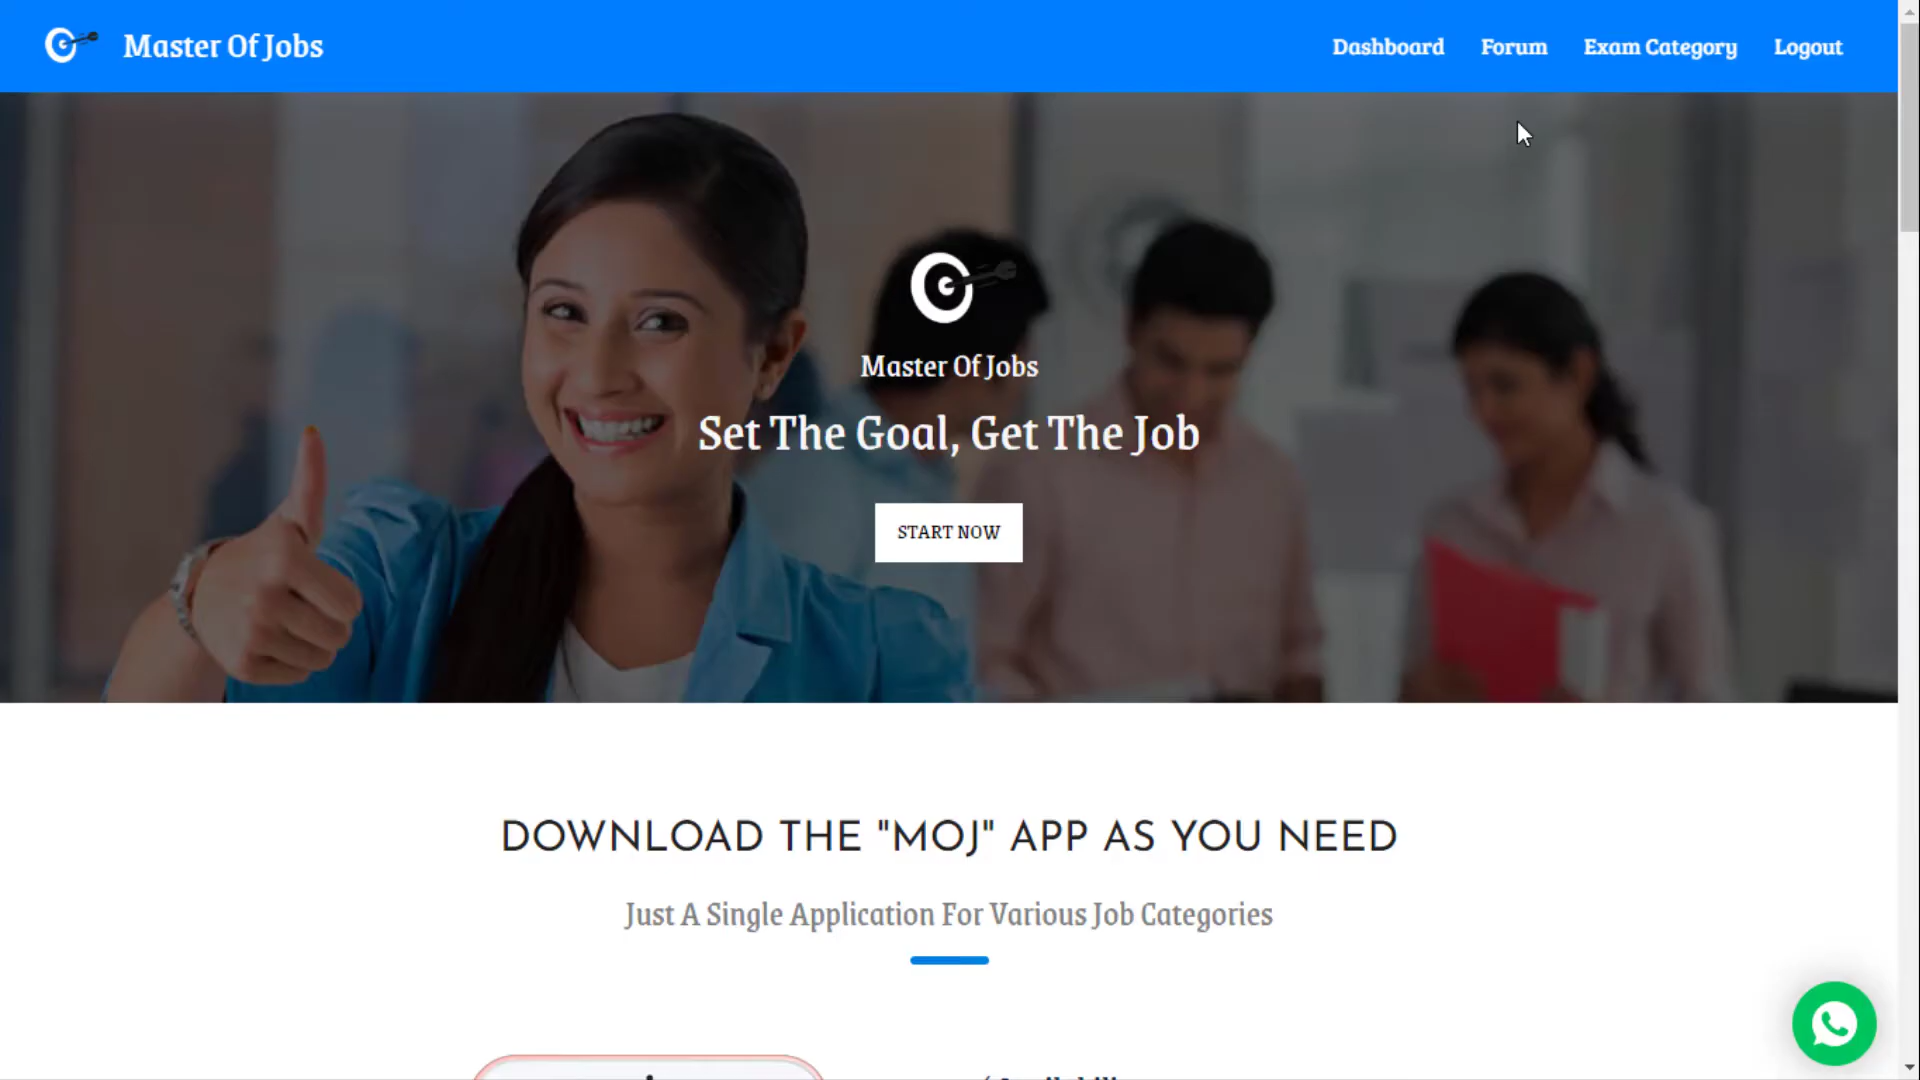 Master Of Jobs
Dashboard Forum Exam Category Logout
Master Of Jobs
Set The Goal, Get The Job
START NOW
DOWNLOAD THE "MOJ" APP AS YOU NEED
Just A Single Application For Various Job Categories